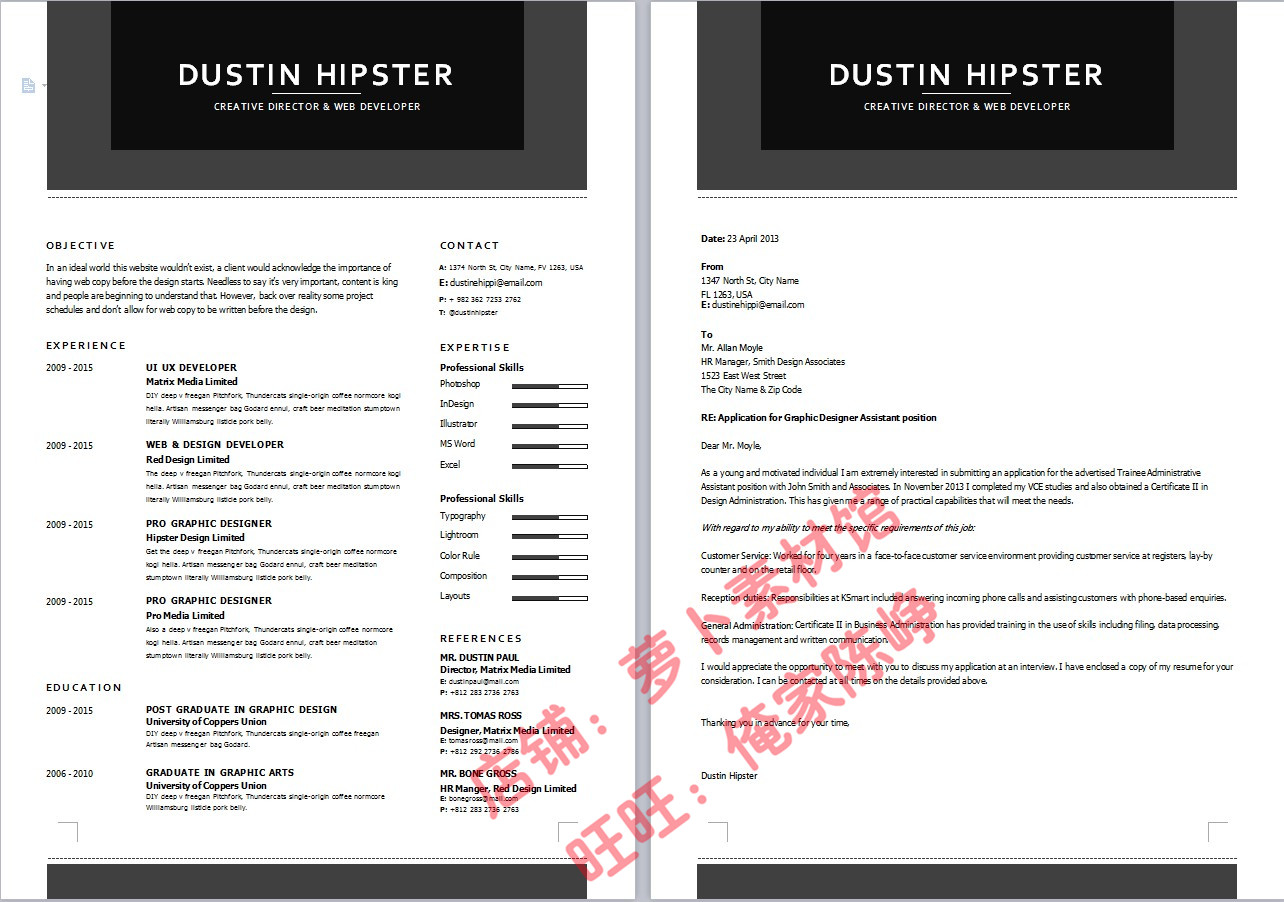 DUSTIN HIPSTER
CREATIVE DIRECTOR & WEB DEVELOPER
OBJECTIVE
In an ideal world this website wouldn't exist, a client would acknowledge the importance of
having web copy before the design starts. Needless to say it's very important, content is king
and people are beginning to understand that. However, back over reality some project
schedules and don't allow for web copy to be written before the design.
EXPERIENCE
2009 - 2015
UI UX DEVELOPER
Matrix Media Limited
DIY deep v freegan Pitchfork, Thundercats single-origin coffee normcore kogi
hella. Artisan messenger bag Godard ennui, craft beer meditation stumptown
literally Williamsburg listicle pork belly.
2009 - 2015
WEB & DESIGN DEVELOPER
Red Design Limited
The deep v freegan Pitchfork, Thundercats single-origin coffee normcore kogi
hella. Artisan messenger bag Godard ennui, craft beer meditation stumptown
literally Williamsburg listicle pork belly.
2009 - 2015
PRO GRAPHIC DESIGNER
Hipster Design Limited
Get the deep v freegan Pitchfork, Thundercats single-origin coffee normcore
kogi hella. Artisan messenger bag Godard ennui, craft beer meditation
stumptown literally Williamsburg listicle pork belly.
2009 - 2015
PRO GRAPHIC DESIGNER
Pro Media Limited
Also a deep v freegan Pitchfork, Thundercats single-origin coffee normcore
kogi hella. Artisan messenger bag Godard ennui, craft beer meditation
stumptown literally Williamsburg listicle pork belly.
EDUCATION
2009 - 2015
POST GRADUATE IN GRAPHIC DESIGN
University of Coppers Union
DIY deep v freegan Pitchfork, Thundercats single-origin coffee freegan
Artisan messenger bag Godard.
2006 - 2010
GRADUATE IN GRAPHIC ARTS
University of Coppers Union
DIY deep v freegan Pitchfork, Thundercats single-origin coffee normcore
Williamsburg listicle pork belly.
CONTACT
A: 1374 North St, City Name, FV 1263, USA
E: dustinehippi@email.com
P: + 982 362 7253 2762
T: @dustinhipster
EXPERTISE
Professional Skills
Photoshop
InDesign
Illustrator
MS Word
Excel
Professional Skills
Typography
Lightroom
Color Rule
Composition
Layouts
REFERENCES
MR. DUSTIN PAUL
Director, Matrix Media Limited
E: dustinpaul@mail.com
P: +812 283 2736 2763
MRS. TOMAS ROSS
Designer, Matrix Media Limited
E: tomasross@mail.com
P: +812 292 2736 2786
MR. BONE GROSS
HR Manger, Red Design Limited
E: bonegross@mail.com
P: +812 283 2736 2763
DUSTIN HIPSTER
CREATIVE DIRECTOR & WEB DEVELOPER
Date: 23 April 2013
From
1347 North St, City Name
FL 1263, USA
E: dustinehippi@email.com
To
Mr. Allan Moyle
HR Manager, Smith Design Associates
1523 East West Street
The City Name & Zip Code
RE: Application for Graphic Designer Assistant position
Dear Mr. Moyle,
As a young and motivated individual I am extremely interested in submitting an application for the advertised Trainee Administrative
Assistant position with John Smith and Associates. In November 2013 I completed my VCE studies and also obtained a Certificate II in
Design Administration. This has given me a range of practical capabilities that will meet the needs.
With regard to my ability to meet the specific requirements of this job:
Customer Service: Worked for four years in a face-to-face customer service environment providing customer service at registers, lay-by
counter and on the retail floor.
Reception duties: Responsibilities at KSmart included answering incoming phone calls and assisting customers with phone-based enquiries.
General Administration: Certificate II in Business Administration has provided training in the use of skills including filing, data processing,
records management and written communication.
I would appreciate the opportunity to meet with you to discuss my application at an interview. I have enclosed a copy of my resume for your
consideration. I can be contacted at all times on the details provided above.
Thanking you in advance for your time,
Dustin Hipster
店铺：萝卜素材馆
旺旺：俺家陈峥